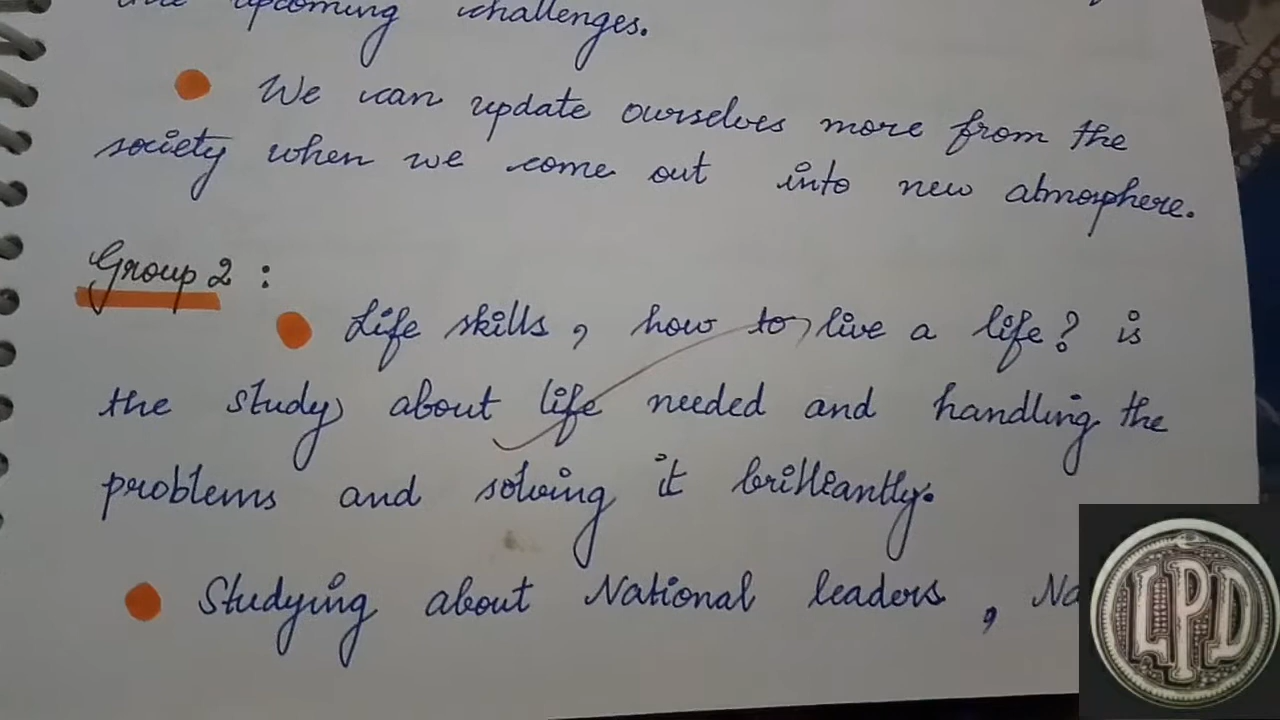 upcoming challenges.
We can update ourselves more from the
society when we come out into new atmosphere.
Group 2 :
Life skills, how to live a life? is
the study about life needed and handling the
problems and solving it brilliantly.
Studying about National leaders,
LPD